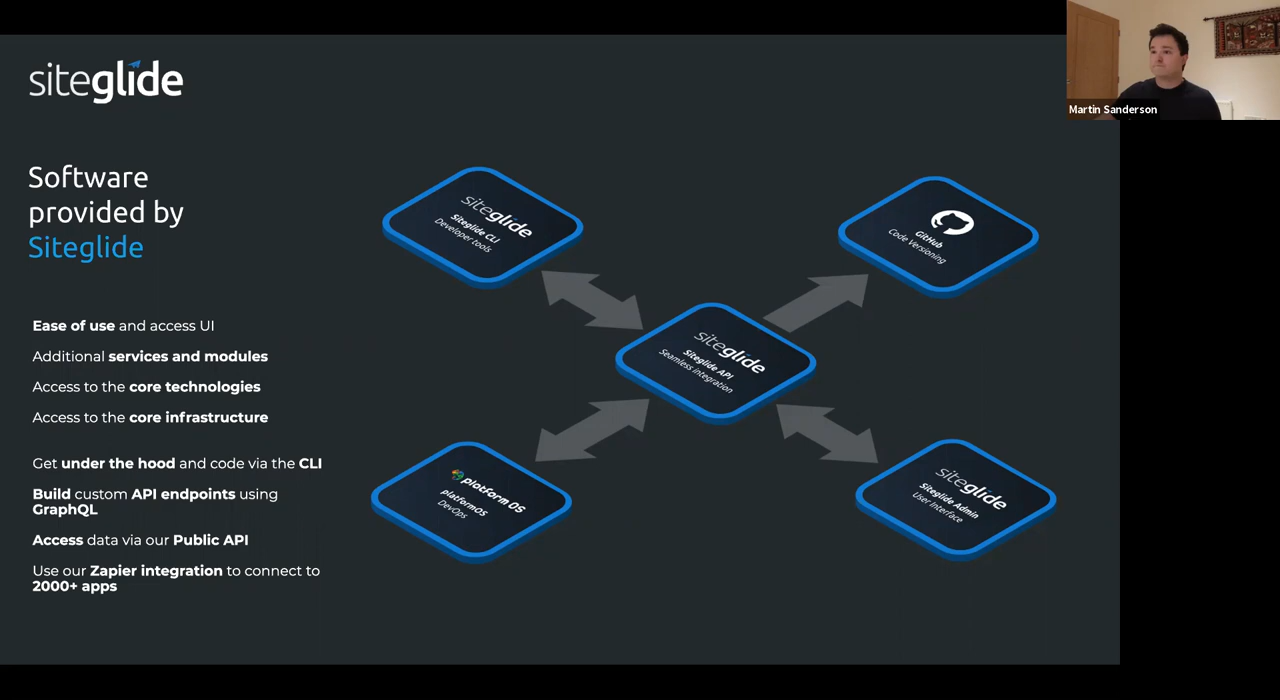 siteglide
Software
provided by
Siteglide
Ease of use and access UI
Additional services and modules
Access to the core technologies
Access to the core infrastructure
Get under the hood and code via the CLI
Build custom API endpoints using
GraphQL
Access data via our Public API
Use our Zapier integration to connect to
2000+ apps
siteglide
Siteglide CLI
Developer tools
GitHub
Code Versioning
siteglide
Siteglide API
Seamless integration
platformOS
platformOS
DevOps
siteglide
Siteglide Admin
User Interface
Martin Sanderson